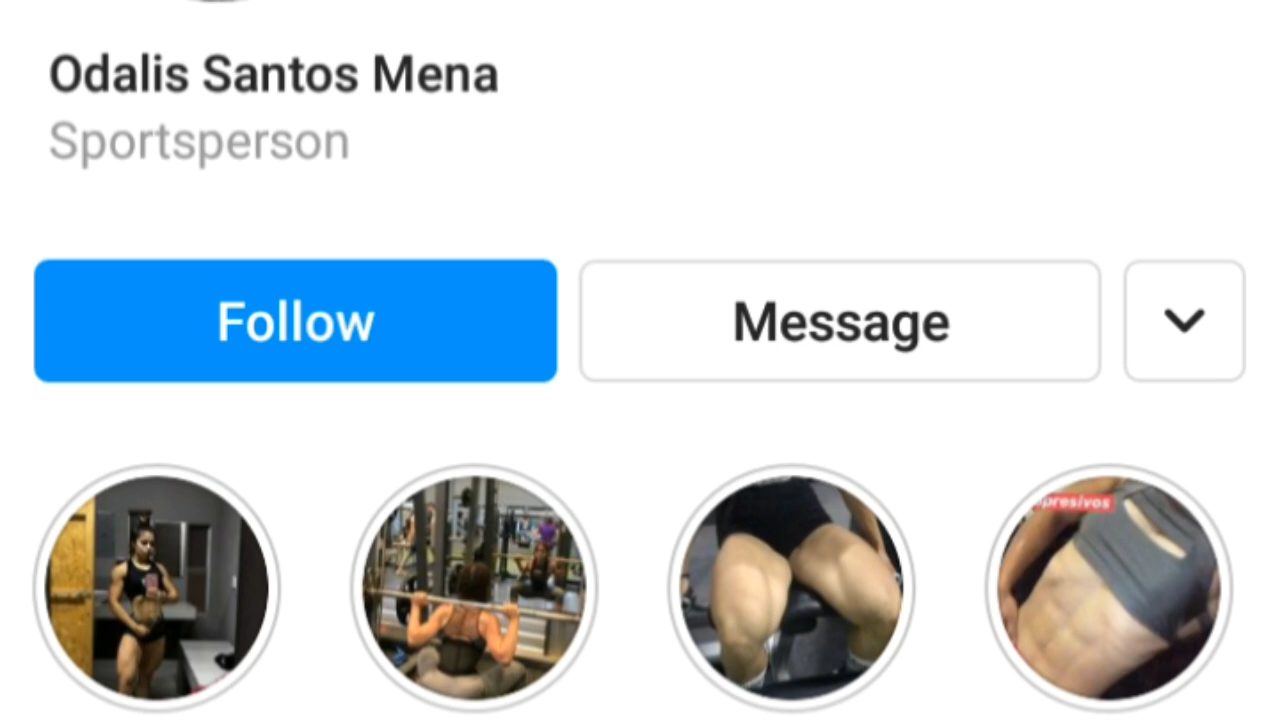 Odalis Santos Mena
Sportsperson
Follow
Message
presivos